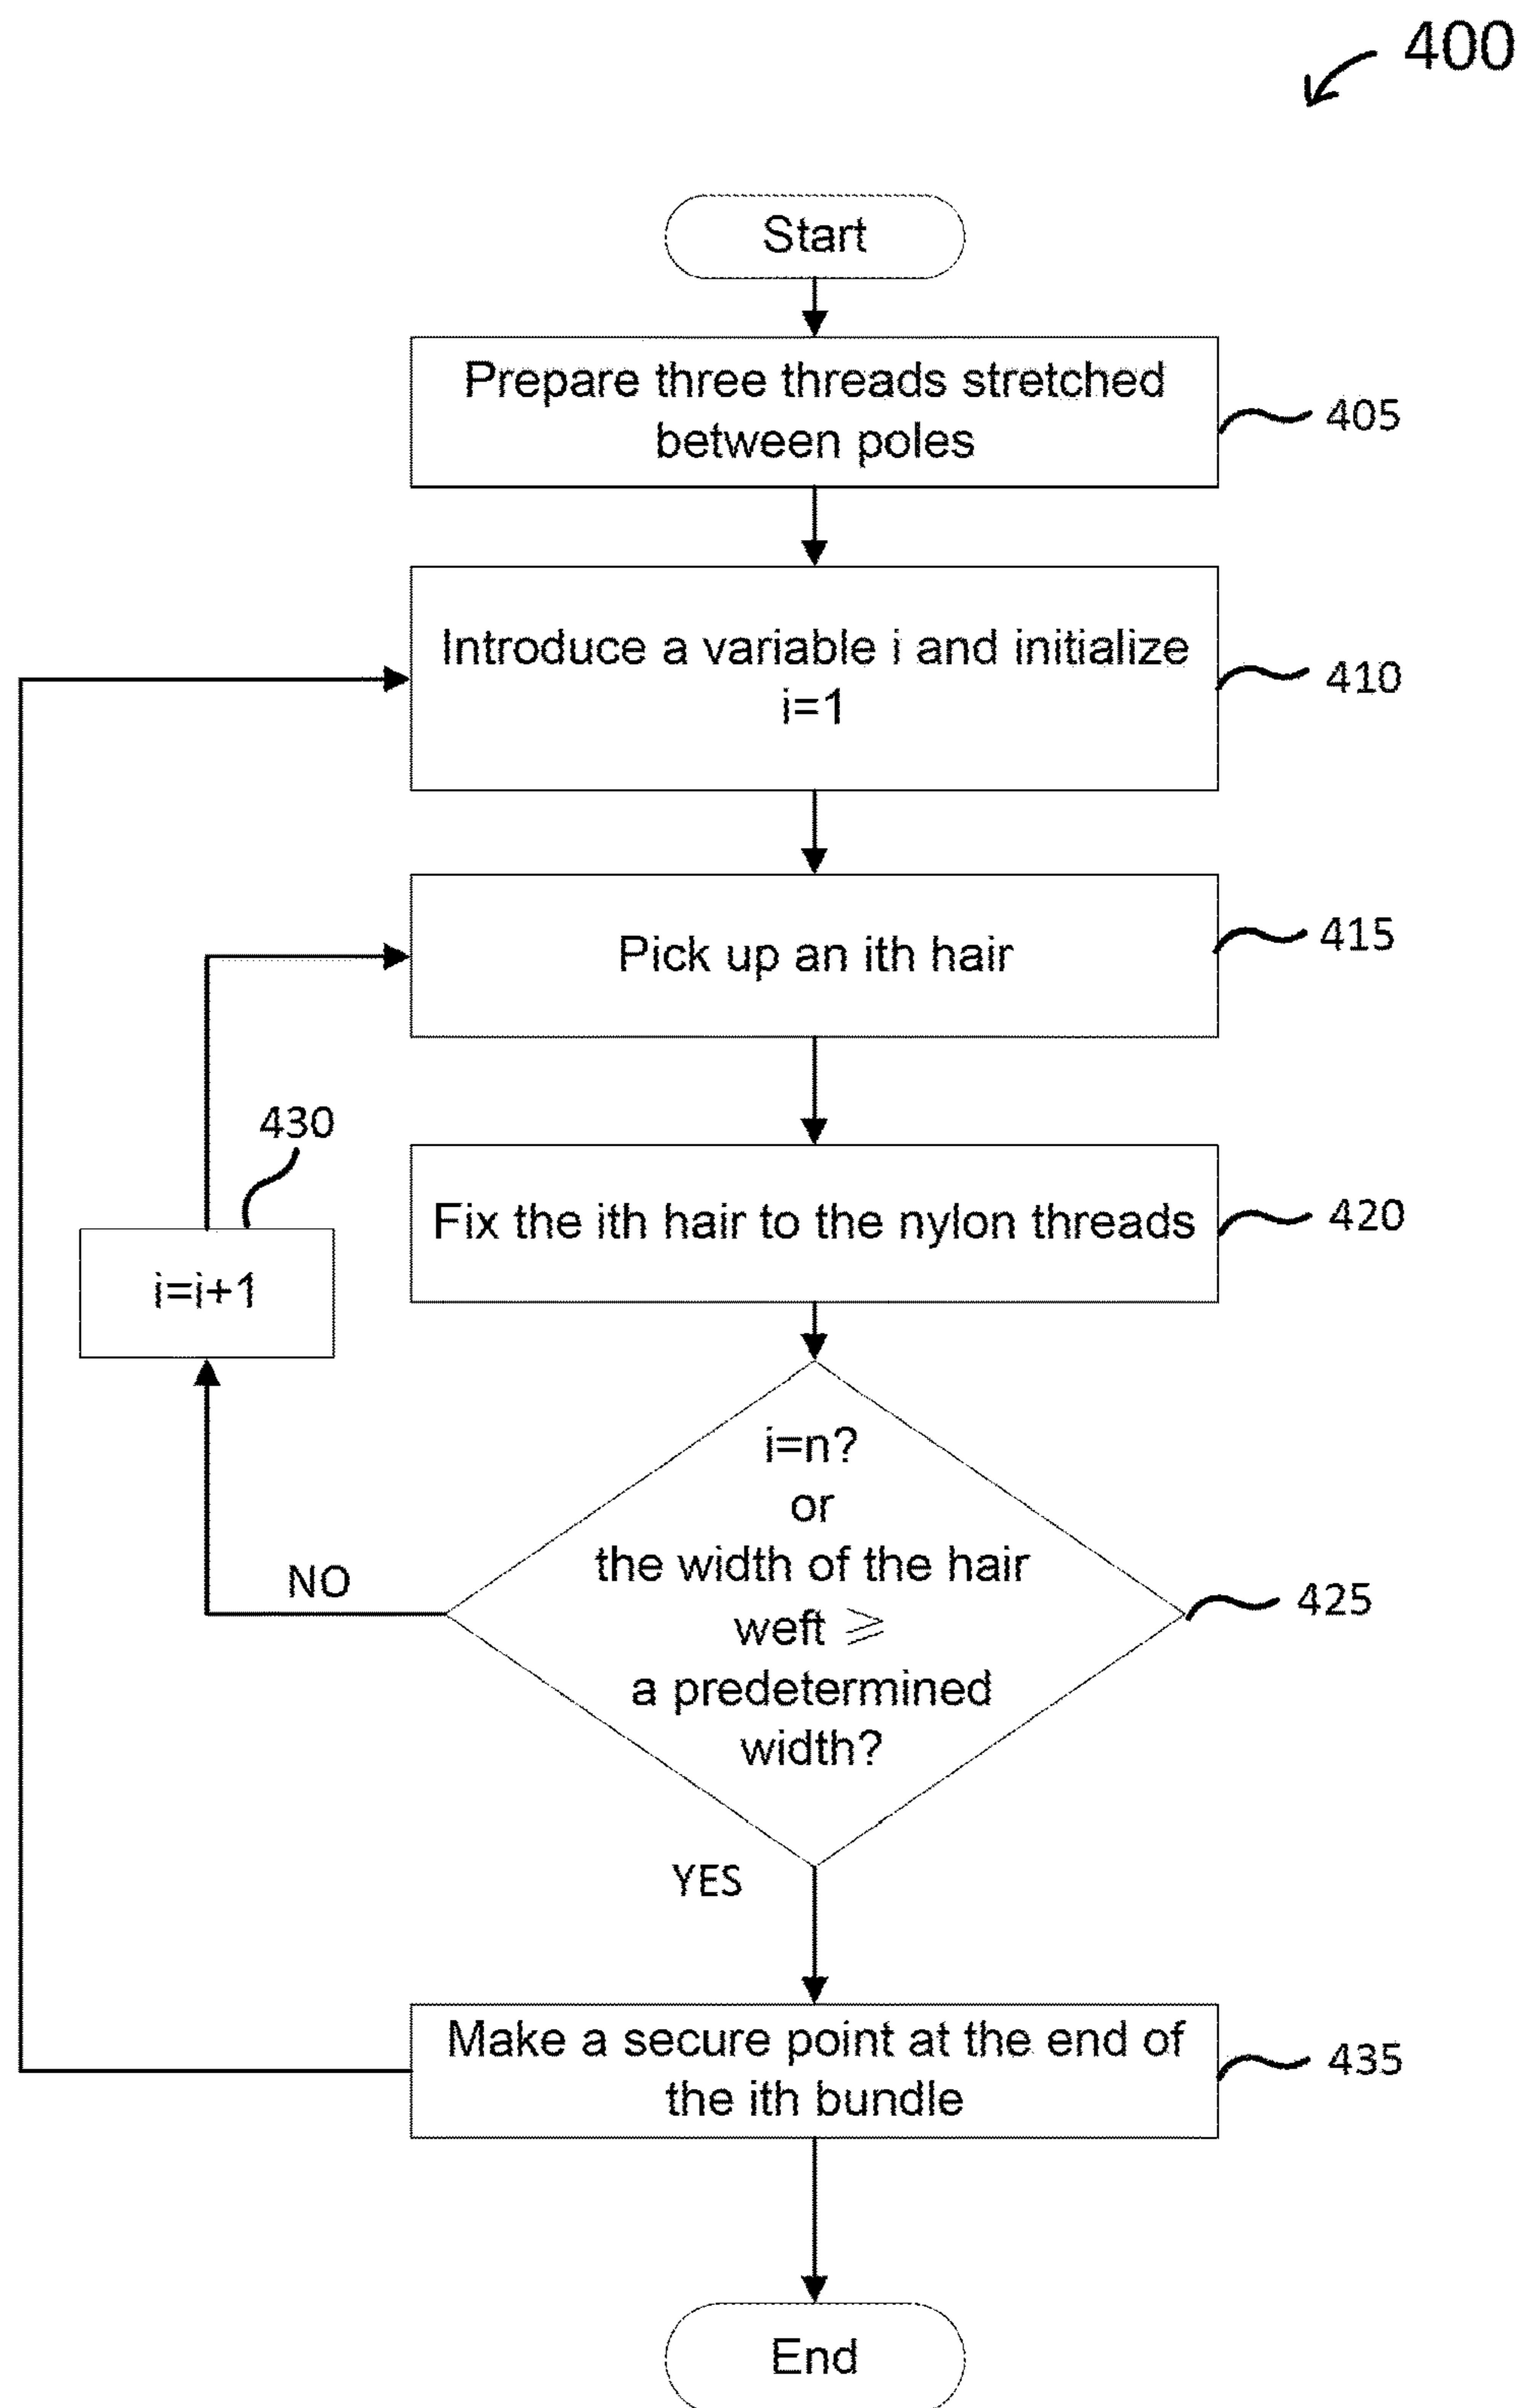 400
Start
Prepare three threads stretched
between poles
405
Introduce a variable i and initialize
i=1
410
Pick up an ith hair
415
430
Fix the ith hair to the nylon threads
420
i=i+1
i=n?
or
the width of the hair
weft ⩾
a predetermined
width?
NO
425
YES
Make a secure point at the end of
the ith bundle
435
End